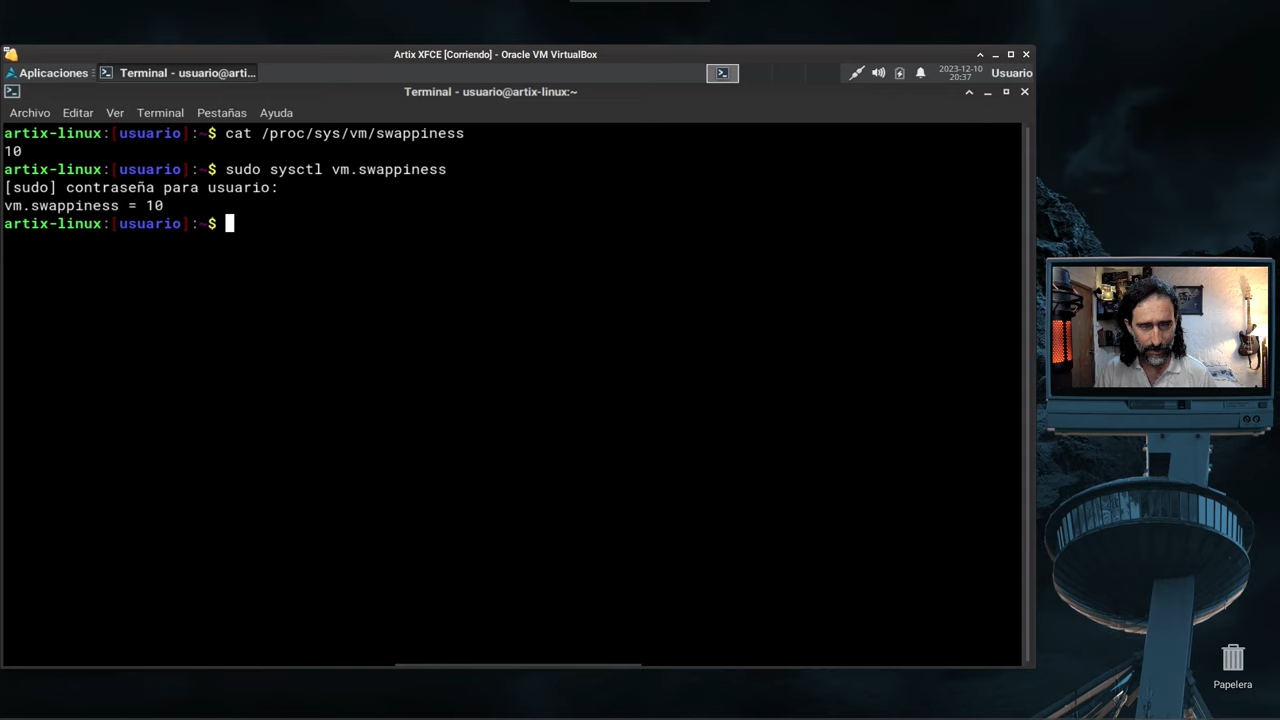 Artix XFCE [Corriendo] - Oracle VM VirtualBox
Aplicaciones
Terminal - usuario@arti...
2023-12-10
20:37
Usuario
Terminal - usuario@artix-linux:~
Archivo Editar Ver Terminal Pestañas Ayuda
artix-linux:[usuario]:~$ cat /proc/sys/vm/swappiness
10
artix-linux:[usuario]:~$ sudo sysctl vm.swappiness
[sudo] contraseña para usuario:
vm.swappiness = 10
artix-linux:[usuario]:~$
Papelera